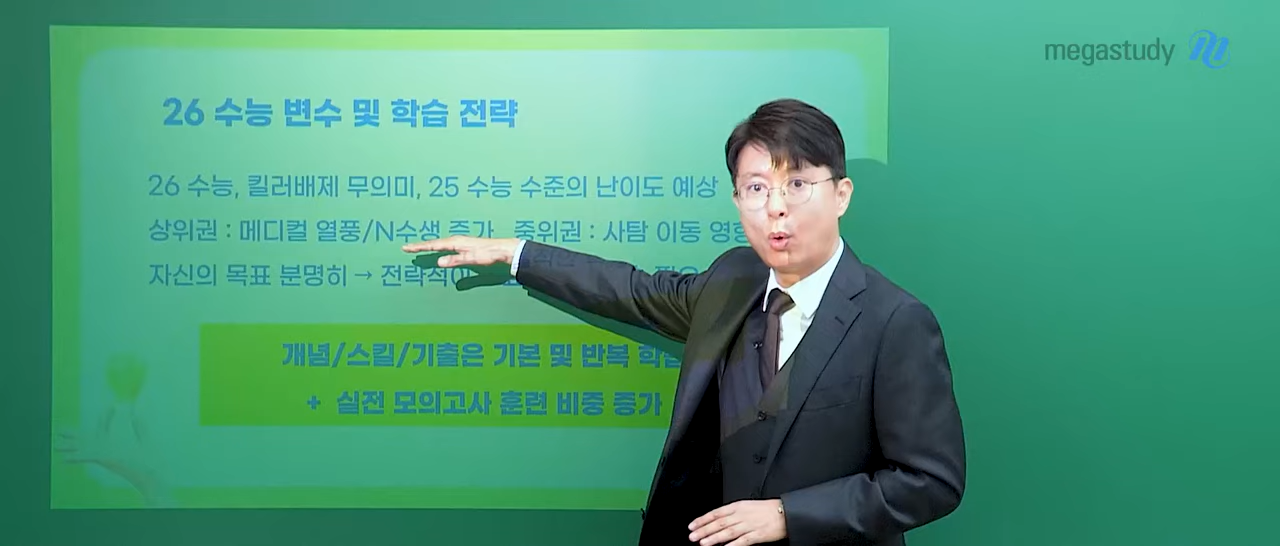 megastudy
26 수능 변수 및 학습 전략
26 수능, 킬러배제 무의미, 25 수능 수준의 난이도 예상
상위권 : 메디컬 열풍/N수생 증가 중위권 : 사탐 이동
자신의 목표 분명히 → 전략적
개념/스킬/기출은 기본 및 반복
+ 실전 모의고사 훈련 비중 증가